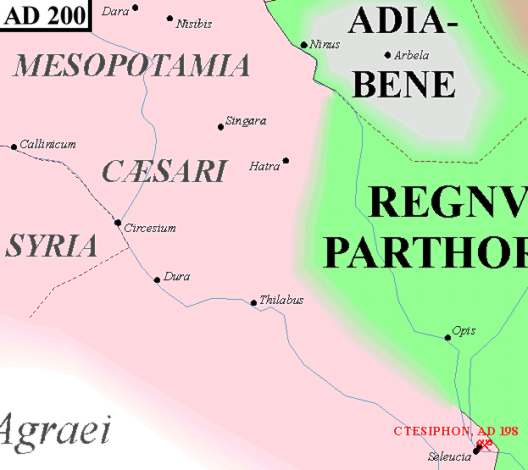 AD 200
Dara
Nisibis
ADIA-
BENE
Ninus
Arbela
MESOPOTAMIA
Singara
Callinicum
Hatra
CÆSARI
REGNV
PARTHOR
Circesium
SYRIA
Dura
Thilabus
Opis
Agraei
CTESIPHON, AD 198
Seleucia